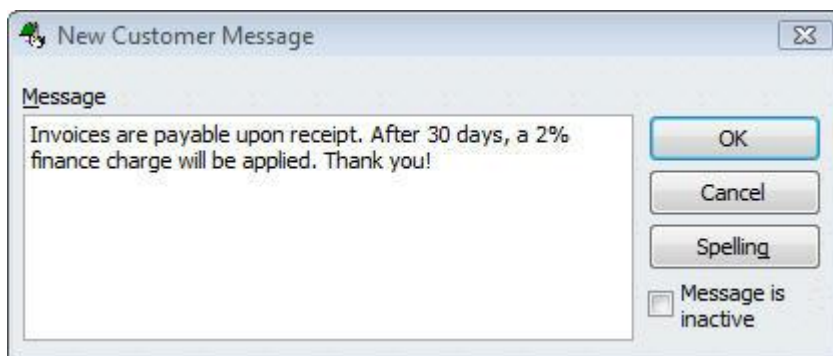 New Customer Message
Message
Invoices are payable upon receipt. After 30 days, a 2%
finance charge will be applied. Thank you!
OK
Cancel
Spelling
Message is
inactive